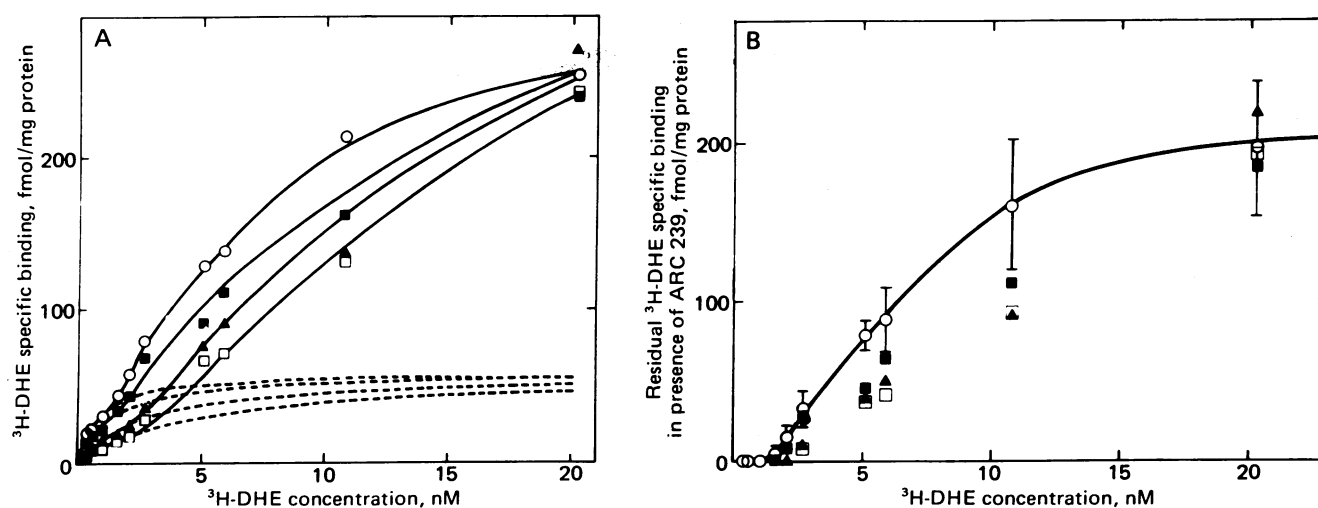 A
³H-DHE specific binding, fmol/mg protein
200
100
0
5
10
15
20
³H-DHE concentration, nM
B
Residual ³H-DHE specific binding
in presence of ARC 239, fmol/mg protein
200
100
0
5
10
15
20
³H-DHE concentration, nM